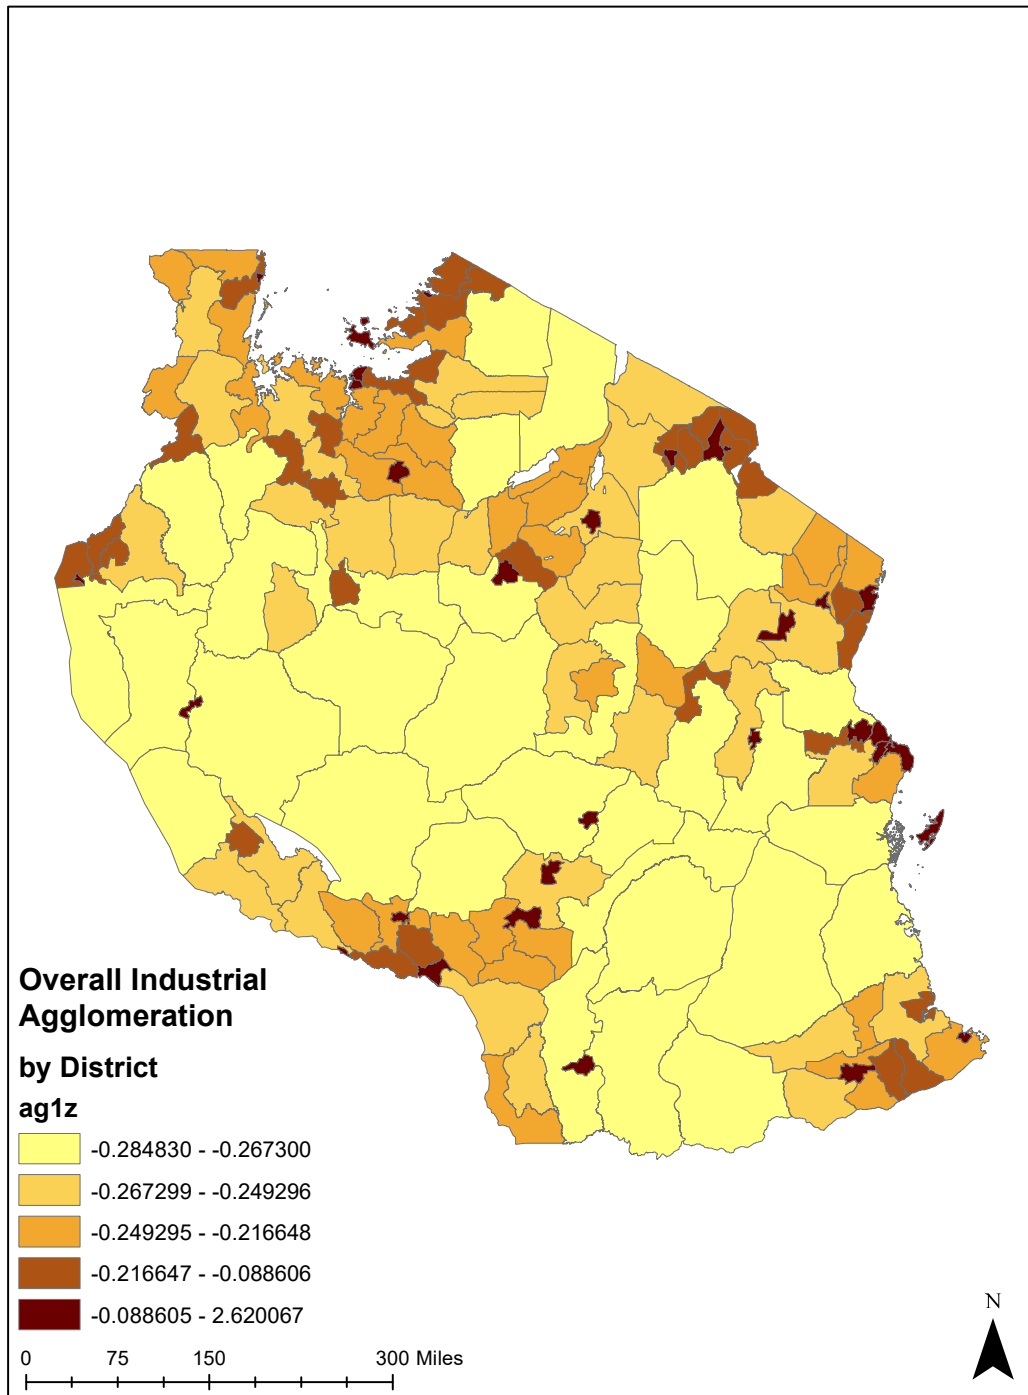 Overall Industrial
Agglomeration
by District
ag1z
-0.284830 - -0.267300
-0.267299 - -0.249296
-0.249295 - -0.216648
-0.216647 - -0.088606
-0.088605 - 2.620067
0 75 150 300 Miles
N